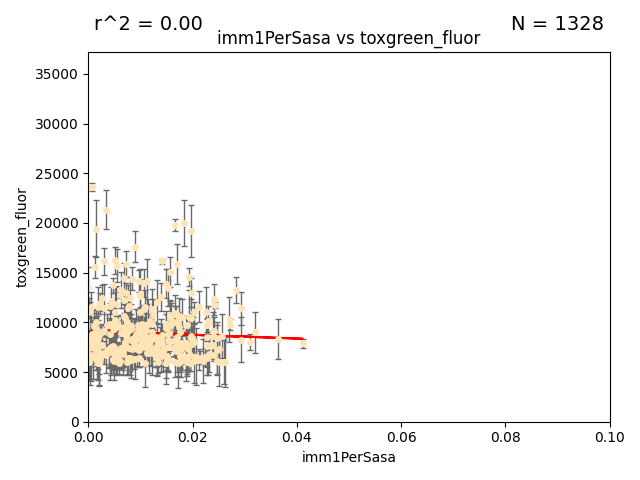 r^2 = 0.00
N = 1328
imm1PerSasa vs toxgreen_fluor
35000
30000
25000
20000
15000
10000
5000
0
toxgreen_fluor
0.00 0.02 0.04 0.06 0.08 0.10
imm1PerSasa